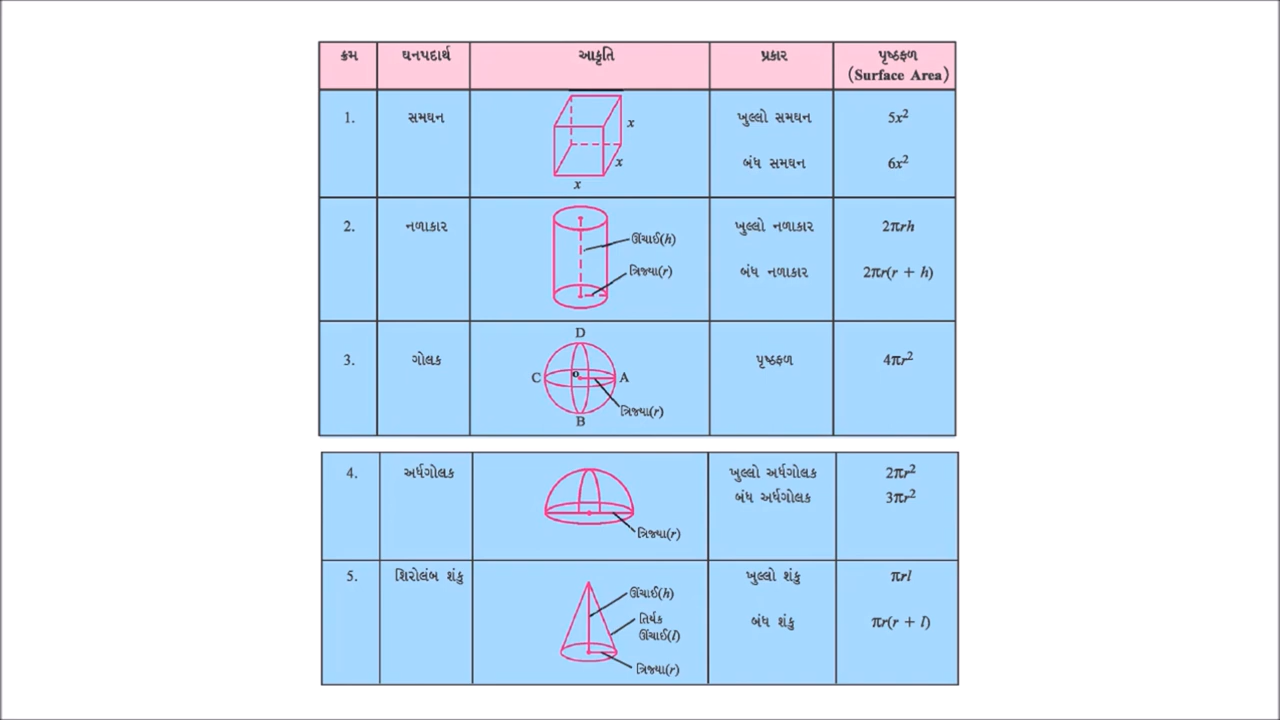 ક્રમ ઘનપદાર્થ આકૃતિ પ્રકાર પૃષ્ઠફળ
(Surface Area)
1. સમઘન ખુલ્લો સમઘન 5x²
x
બંધ સમઘન 6x²
x
x
2. નળાકાર ખુલ્લો નળાકાર 2πrh
ઊંચાઈ(h)
ત્રિજ્યા(r) બંધ નળાકાર 2πr(r + h)
D
3. ગોલક પૃષ્ઠફળ 4πr²
C o A
ત્રિજ્યા(r)
B
4. અર્ધગોલક ખુલ્લો અર્ધગોલક 2πr²
બંધ અર્ધગોલક 3πr²
ત્રિજ્યા(r)
5. શિરોલંબ શંકુ ખુલ્લો શંકુ πrl
ઊંચાઈ(h)
તિર્યક
ઊંચાઈ(l)
બંધ શંકુ πr(r + l)
ત્રિજ્યા(r)